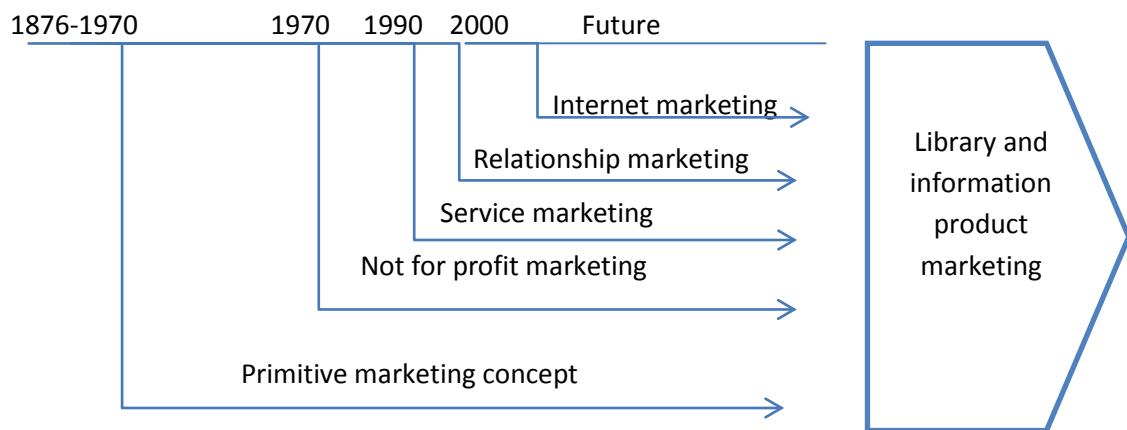 1876-1970 1970 1990 2000 Future
Internet marketing
Relationship marketing
Service marketing
Not for profit marketing
Primitive marketing concept
Library and
information
product
marketing